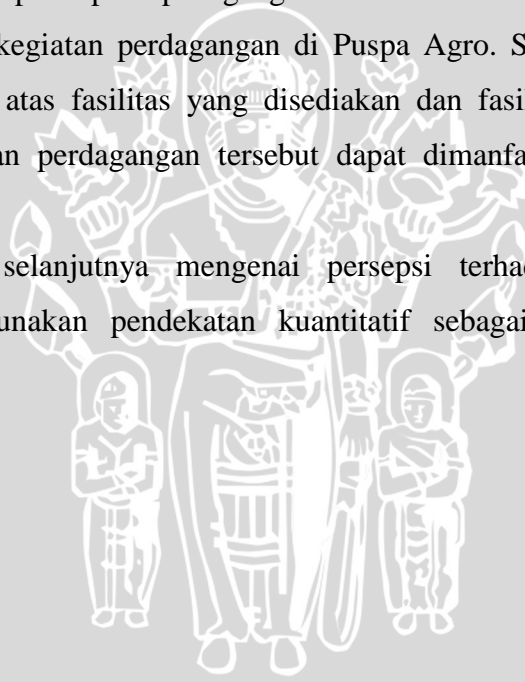 kegiatan perdagangan di Puspa Agro. S
atas fasilitas yang disediakan dan fasil
an perdagangan tersebut dapat dimanfa
selanjutnya mengenai persepsi terhad
unakan pendekatan kuantitatif sebagai